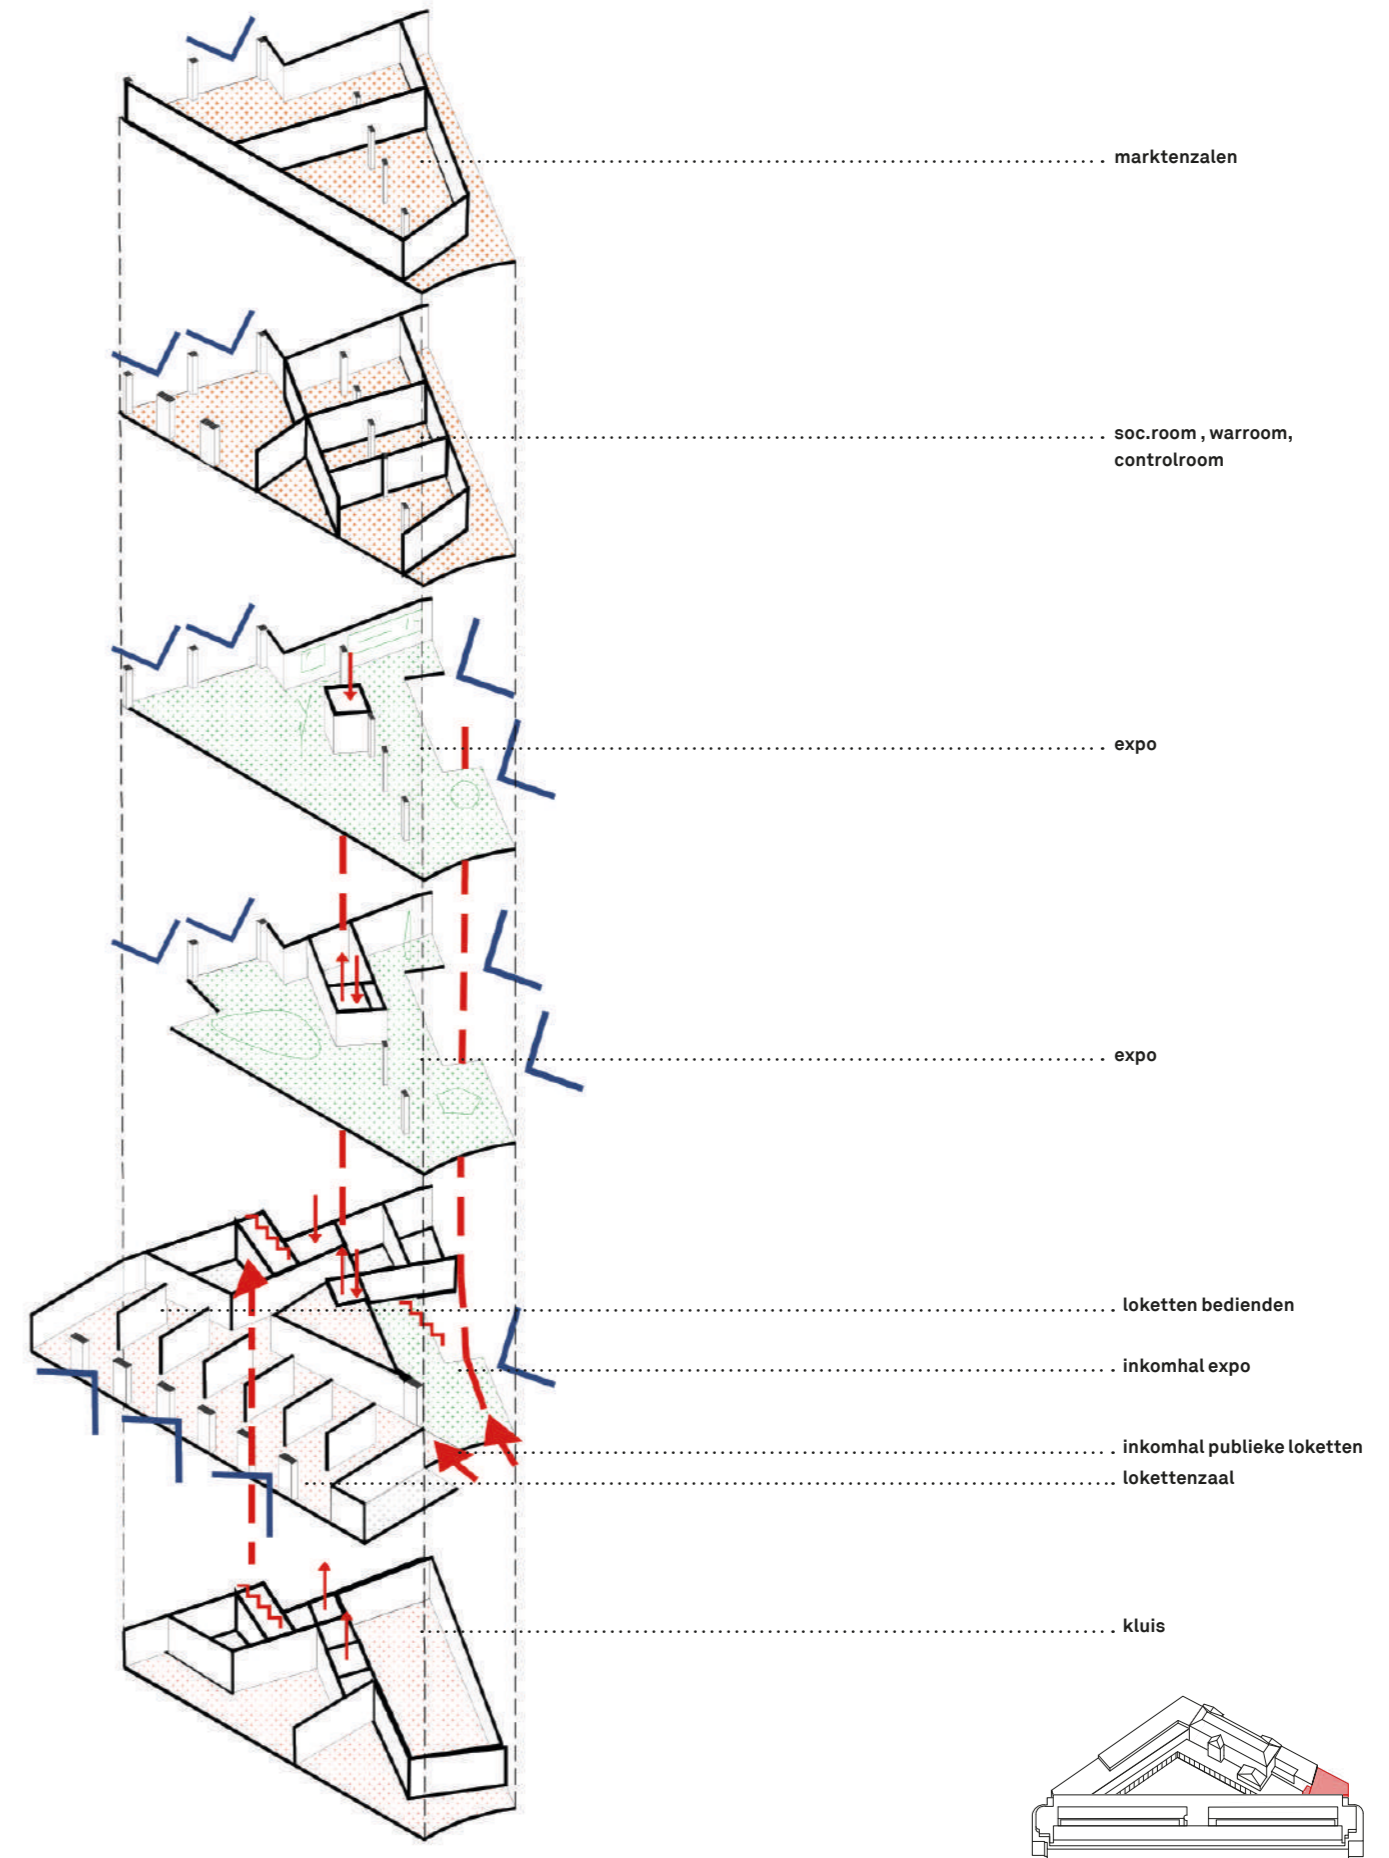 marktenzalen
soc.room , warroom,
controlroom
expo
expo
loketten bedienden
inkomhal expo
inkomhal publieke loketten
lokettenzaal
kluis